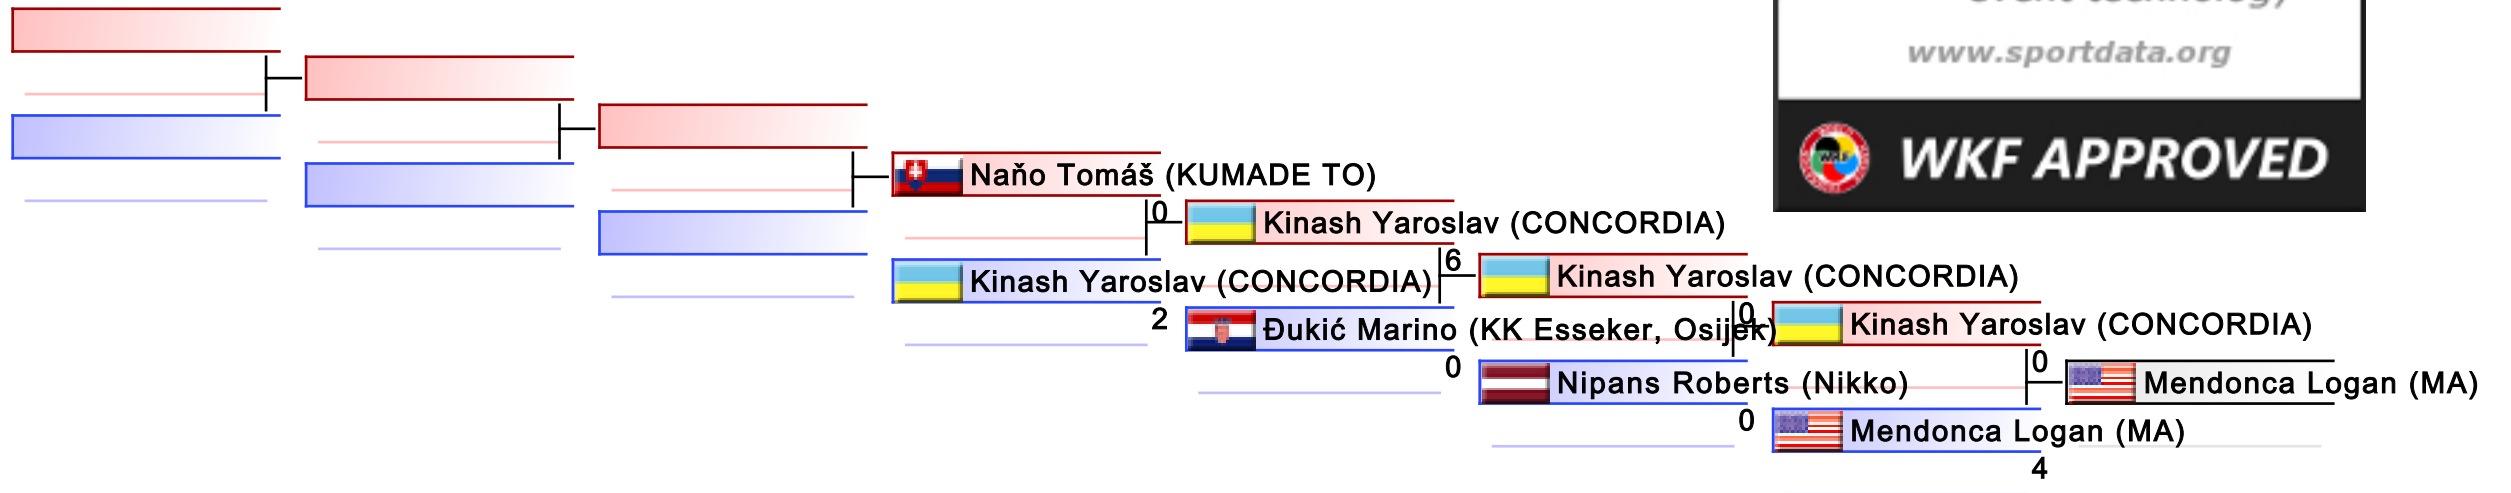 www.sportdata.org
WKF APPROVED
Naňo Tomáš (KUMADE TO)
0
Kinash Yaroslav (CONCORDIA)
6
Kinash Yaroslav (CONCORDIA)
Kinash Yaroslav (CONCORDIA)
2
0
Kinash Yaroslav (CONCORDIA)
Đukić Marino (KK Esseker, Osijek)
0
0
Nipans Roberts (Nikko)
Mendonca Logan (MA)
0
Mendonca Logan (MA)
4